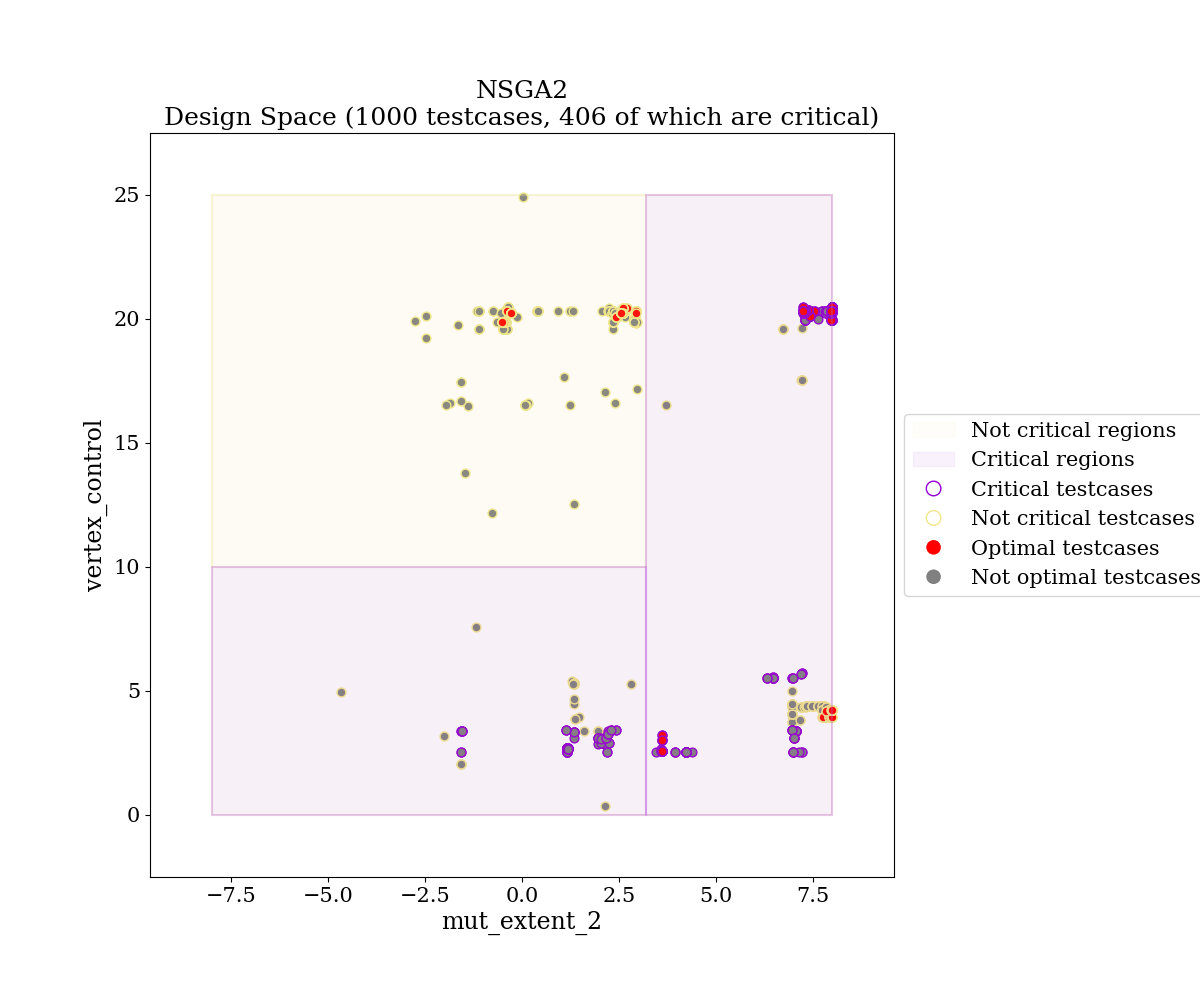 NSGA2
Design Space (1000 testcases, 406 of which are critical)
25
20
15
10
5
0
vertex_control
−7.5
−5.0
−2.5
0.0
2.5
5.0
7.5
mut_extent_2
Not critical regions
Critical regions
Critical testcases
Not critical testcases
Optimal testcases
Not optimal testcases